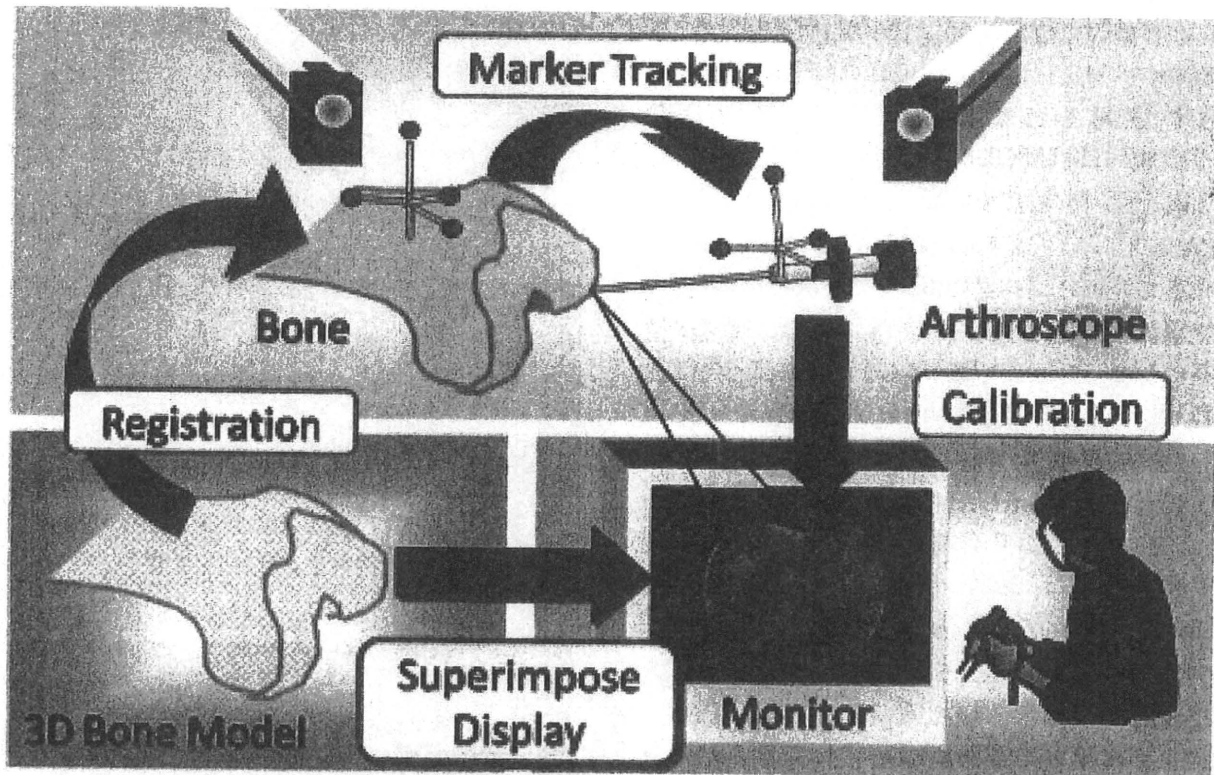 Marker Tracking
Bone
Arthroscope
Registration
Calibration
3D Bone Model
Superimpose
Display
Monitor